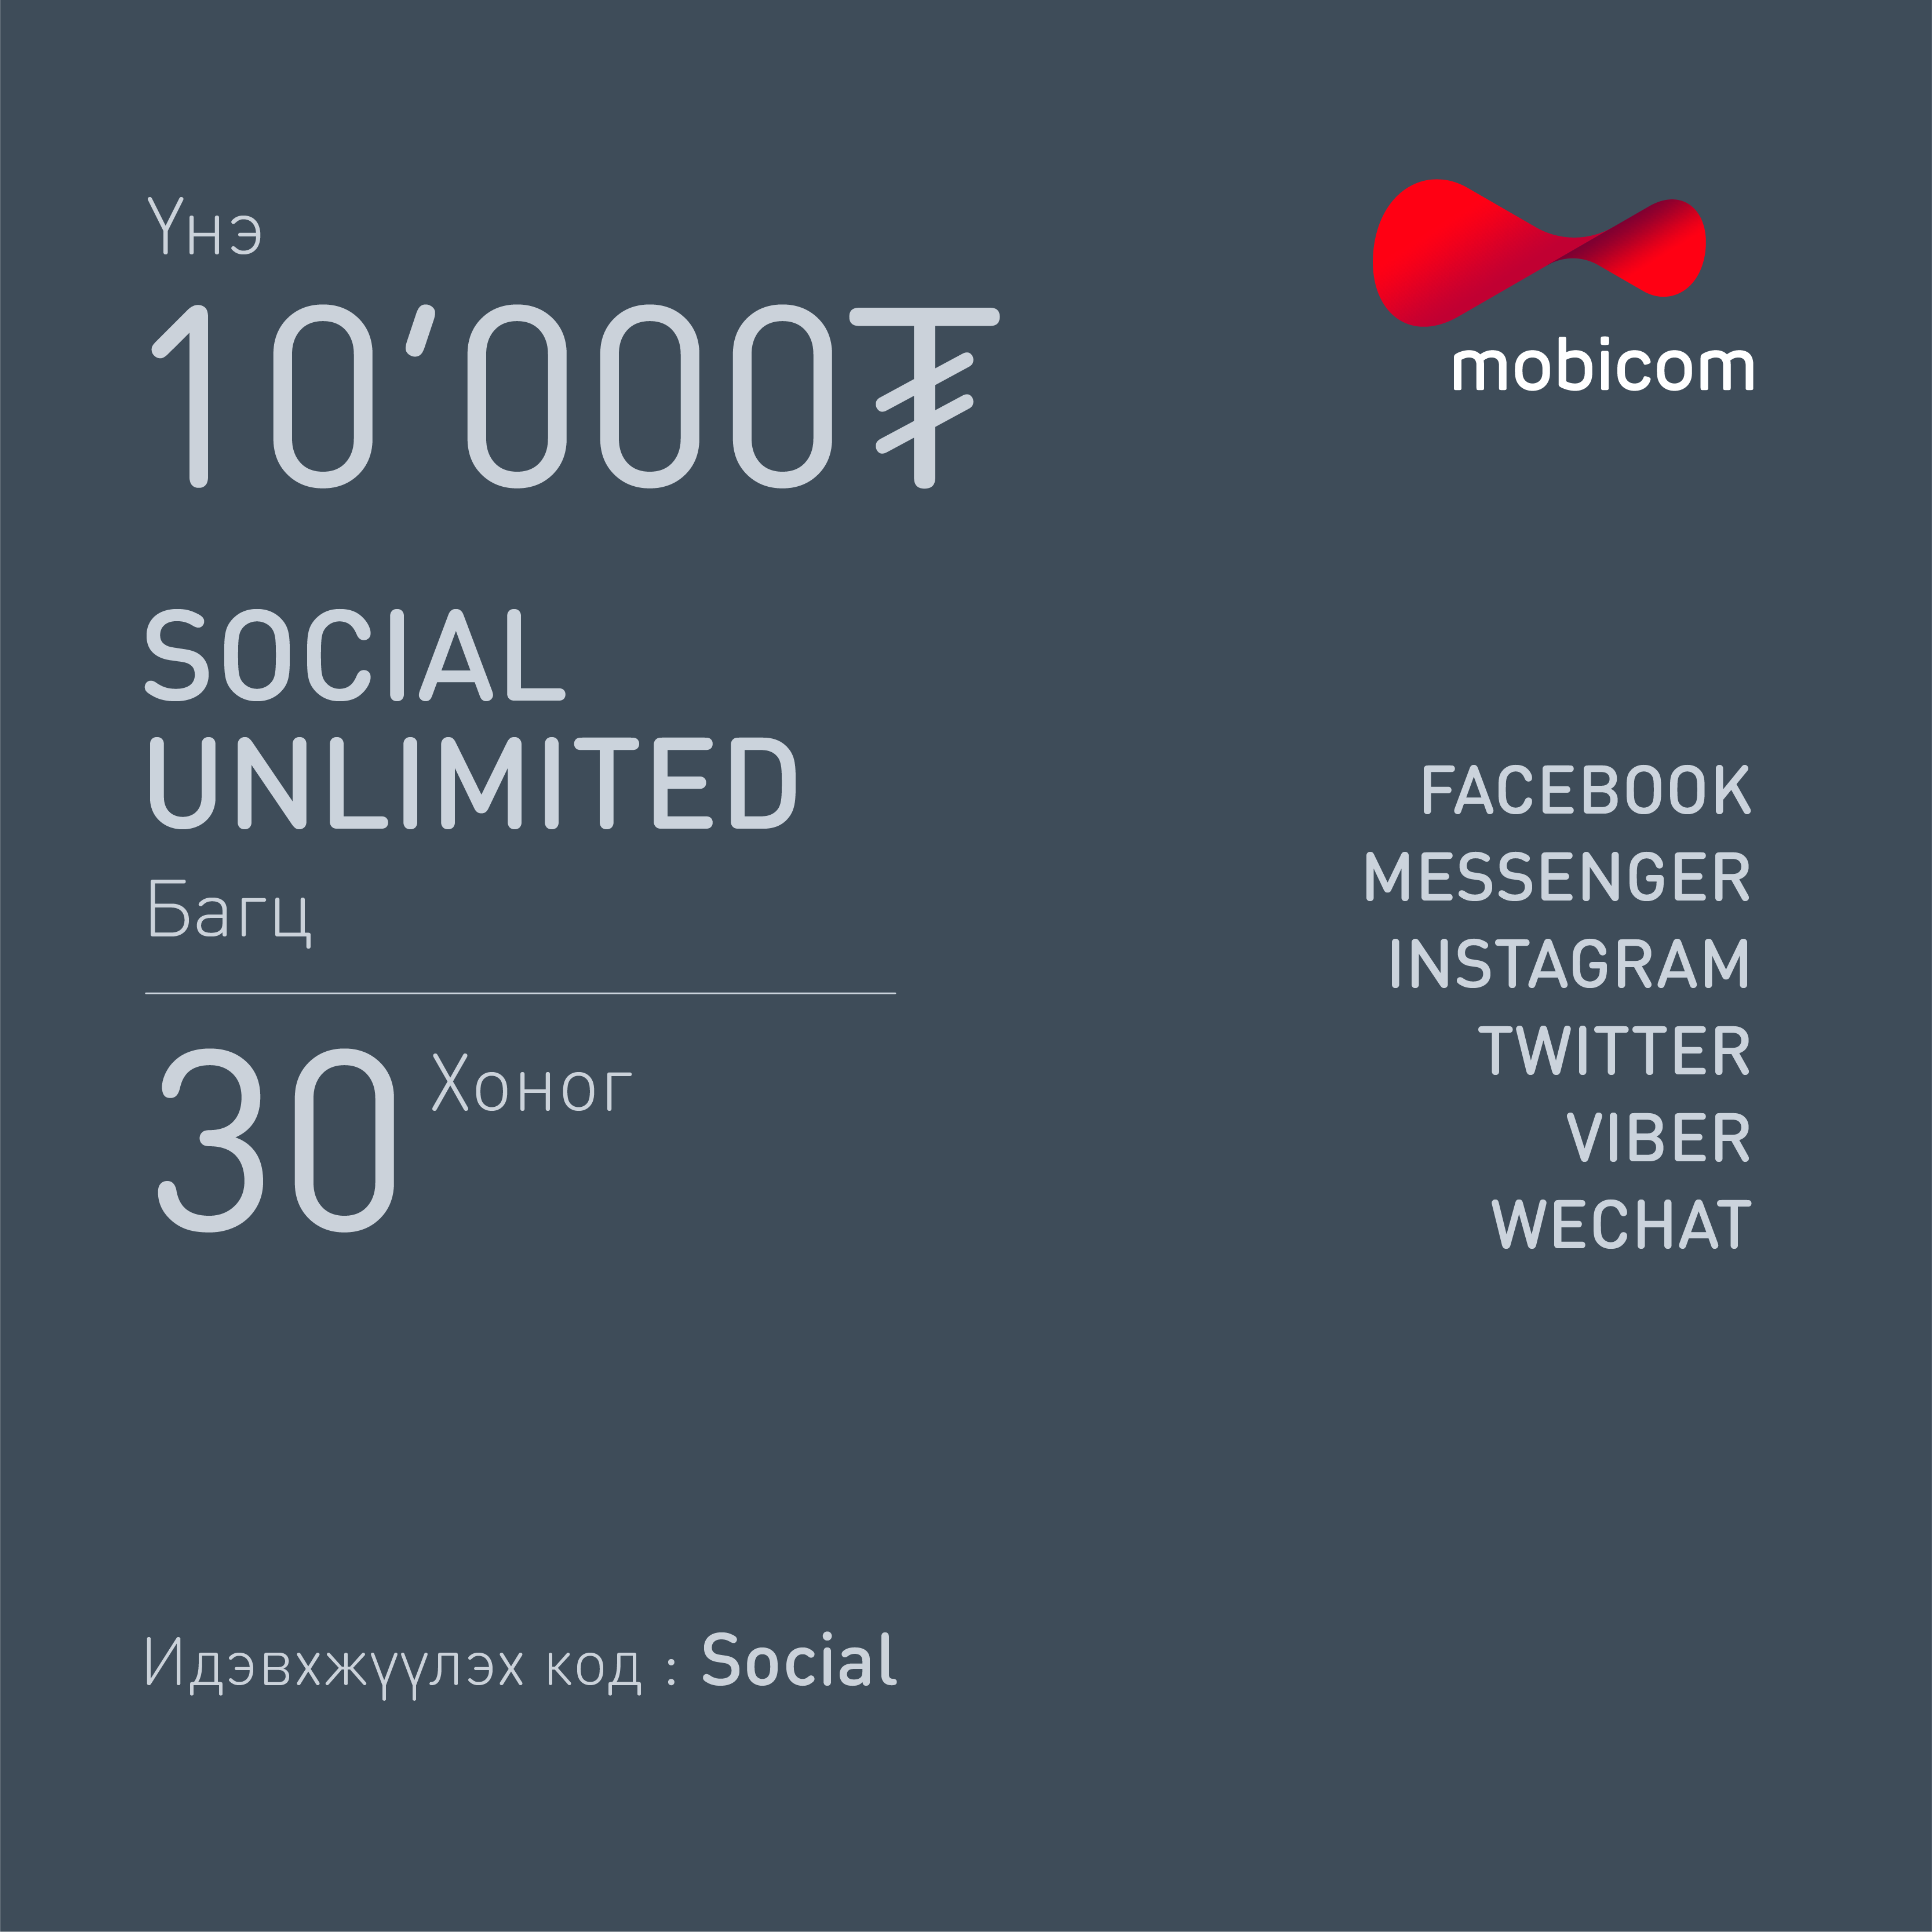 Үнэ
10’000₮
mobicom
SOCIAL
UNLIMITED
Багц
30 Хоног
FACEBOOK
MESSENGER
INSTAGRAM
TWITTER
VIBER
WECHAT
Идэвхжүүлэх код : Social